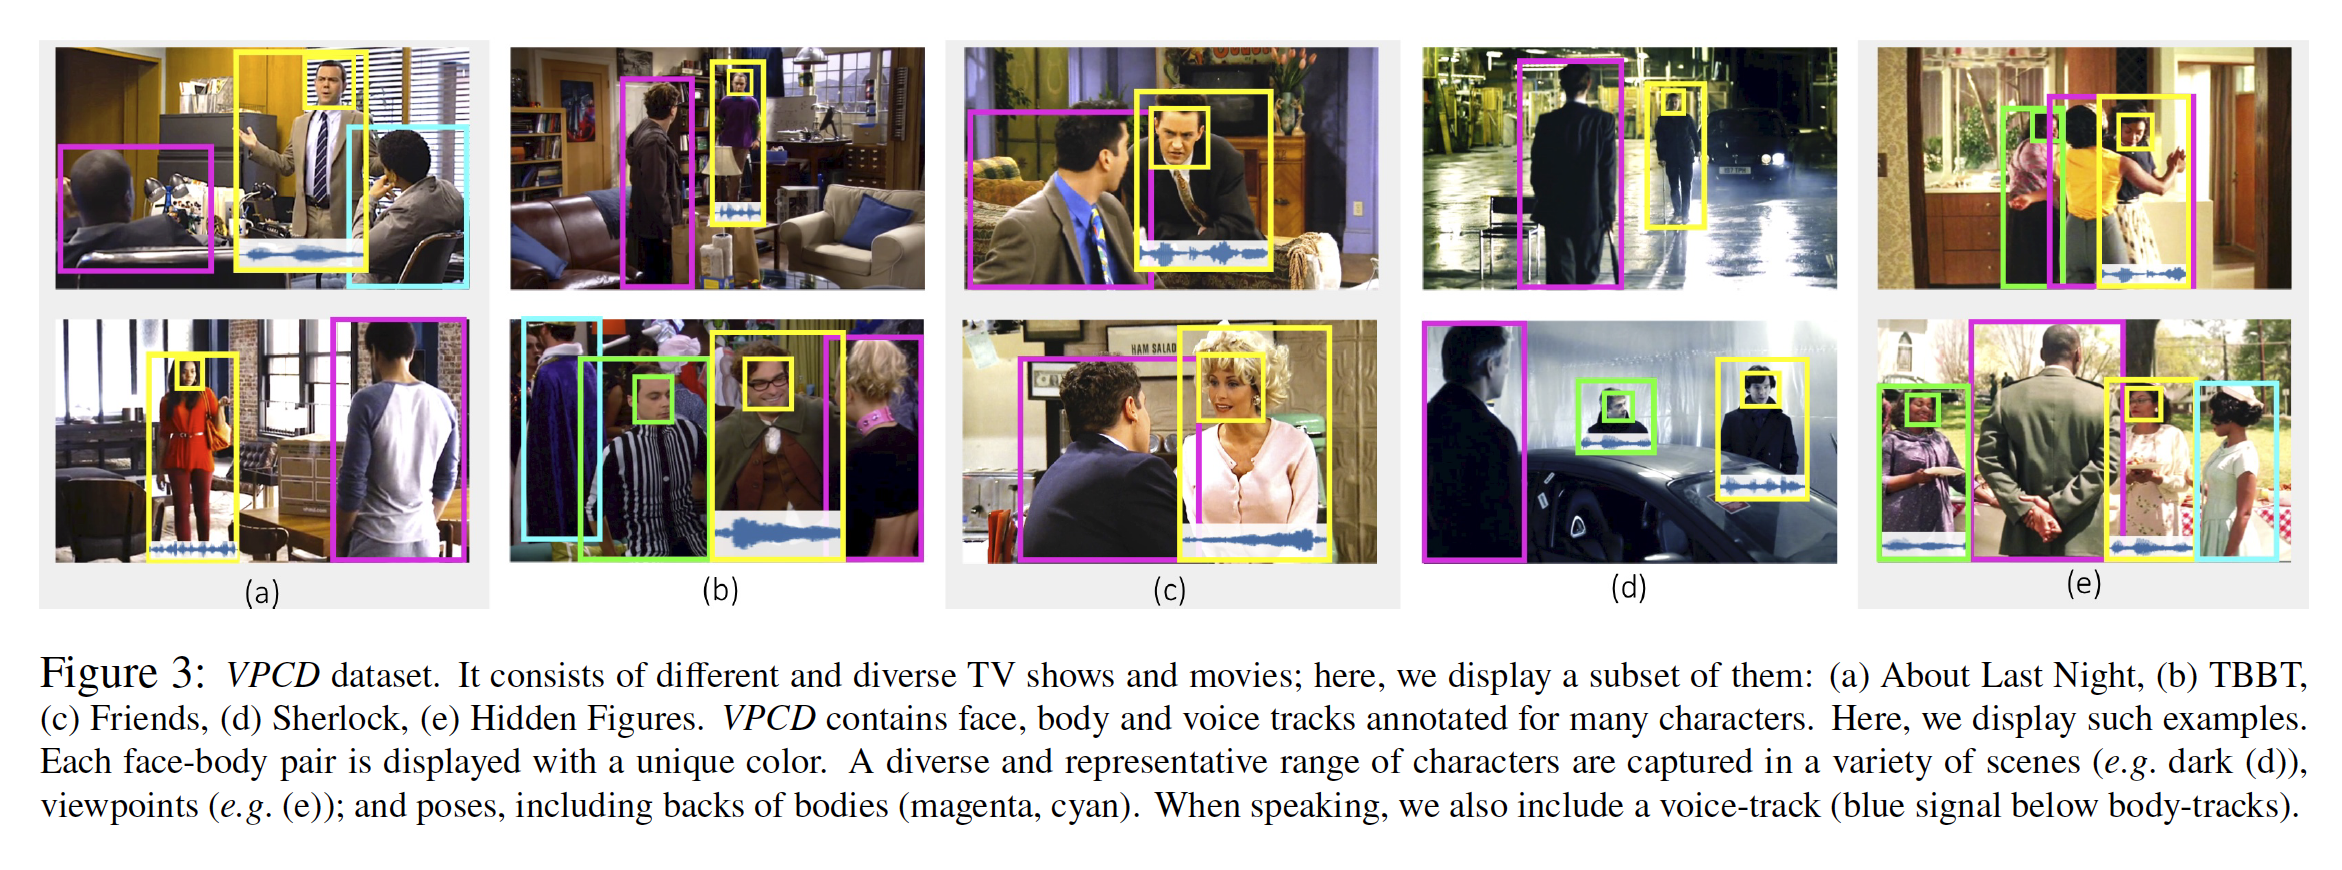 HAM SALAD
(a)
(b)
(c)
(d)
(e)
Figure 3: VPCD dataset. It consists of different and diverse TV shows and movies; here, we display a subset of them: (a) About Last Night, (b) TBBT,
(c) Friends, (d) Sherlock, (e) Hidden Figures. VPCD contains face, body and voice tracks annotated for many characters. Here, we display such examples.
Each face-body pair is displayed with a unique color. A diverse and representative range of characters are captured in a variety of scenes (e.g. dark (d)),
viewpoints (e.g. (e)); and poses, including backs of bodies (magenta, cyan). When speaking, we also include a voice-track (blue signal below body-tracks).